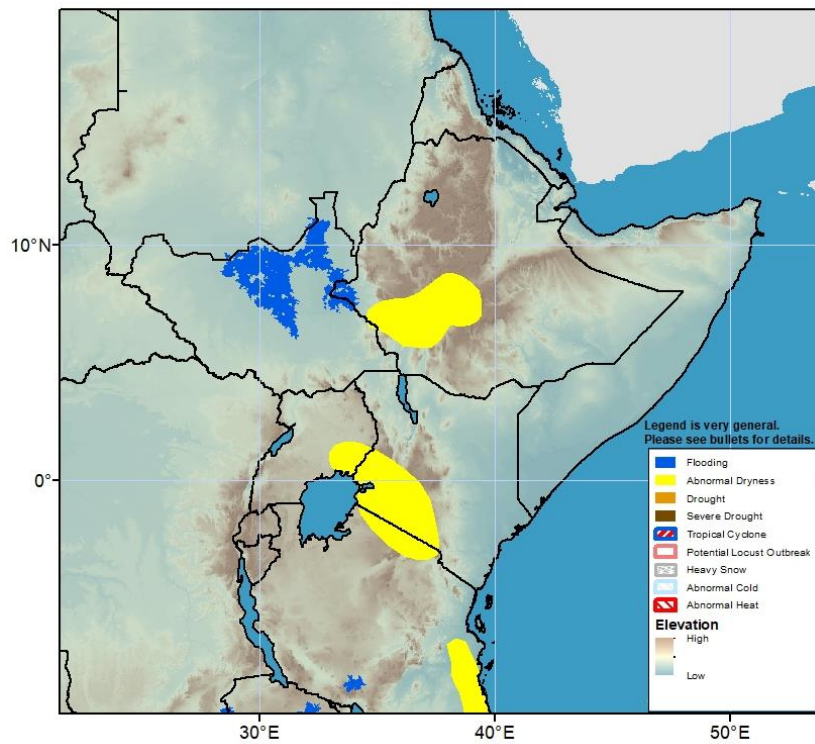 10°N
0°
30°E
40°E
50°E
Legend is very general.
Please see bullets for details.
Flooding
Abnormal Dryness
Drought
Severe Drought
Tropical Cyclone
Potential Locust Outbreak
Heavy Snow
Abnormal Cold
Abnormal Heat
Elevation
High
Low